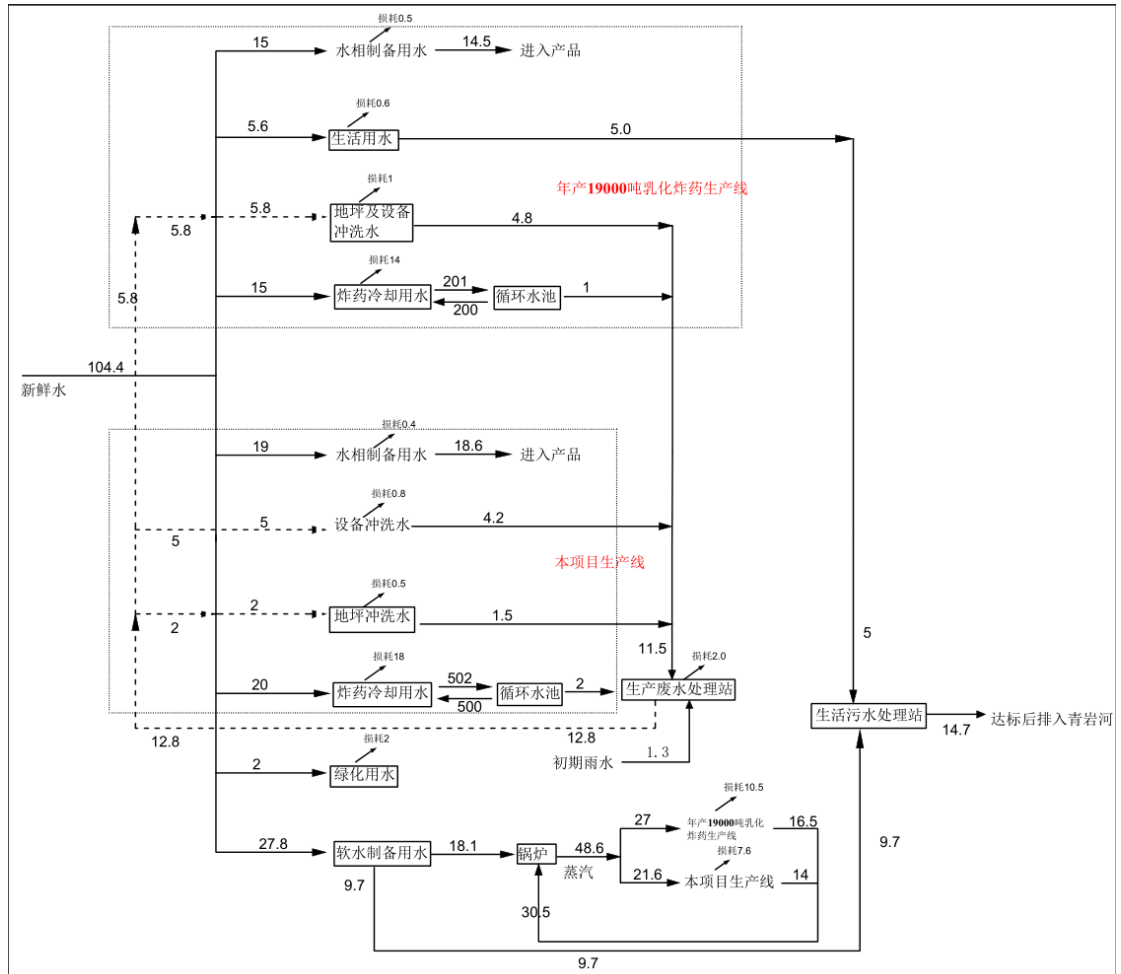 损耗0.5
15
水相制备用水
14.5
进入产品
损耗0.6
5.6
生活用水
5.0
损耗1
年产19000吨乳化炸药生产线
5.8
5.8
地坪及设备
冲洗水
4.8
损耗14
5.8
15
炸药冷却用水
201
200
循环水池
1
104.4
新鲜水
损耗0.4
19
水相制备用水
18.6
进入产品
损耗0.8
5
5
设备冲洗水
4.2
本项目生产线
损耗0.5
2
2
地坪冲洗水
1.5
11.5
5
损耗18
损耗2.0
20
炸药冷却用水
502
500
循环水池
2
生产废水处理站
生活污水处理站
14.7
达标后排入青岩河
12.8
12.8
损耗2
初期雨水
1.3
2
绿化用水
损耗10.5
27
年产19000吨乳化
炸药生产线
16.5
27.8
软水制备用水
18.1
锅炉
48.6
蒸汽
损耗7.6
21.6
本项目生产线
14
9.7
9.7
30.5
9.7